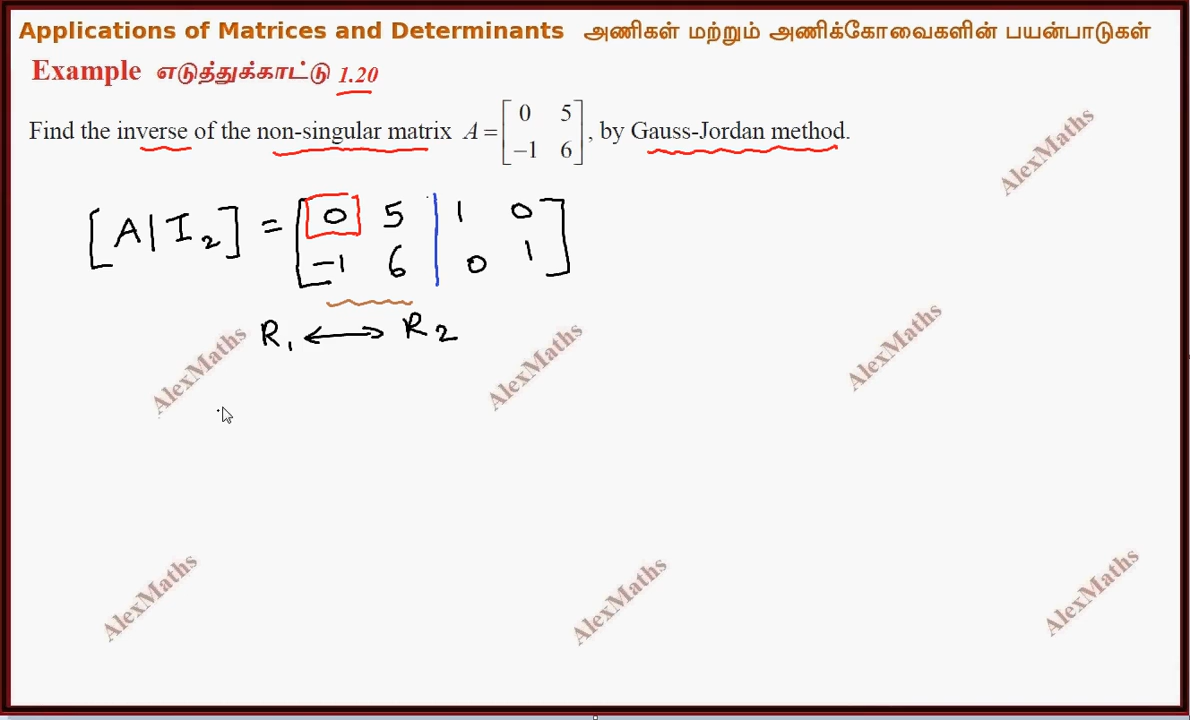 Applications of Matrices and Determinants அணிகள் மற்றும் அணிக்கோவைகளின் பயன்பாடுகள்
Example எடுத்துக்காட்டு 1.20
Find the inverse of the non-singular matrix A = [0 5; −1 6], by Gauss-Jordan method.
[A|I₂] = [0 5 | 1 0
−1 6 | 0 1]
R₁ ⟷ R₂
AlexMaths
AlexMaths
AlexMaths
AlexMaths
AlexMaths
AlexMaths
AlexMaths